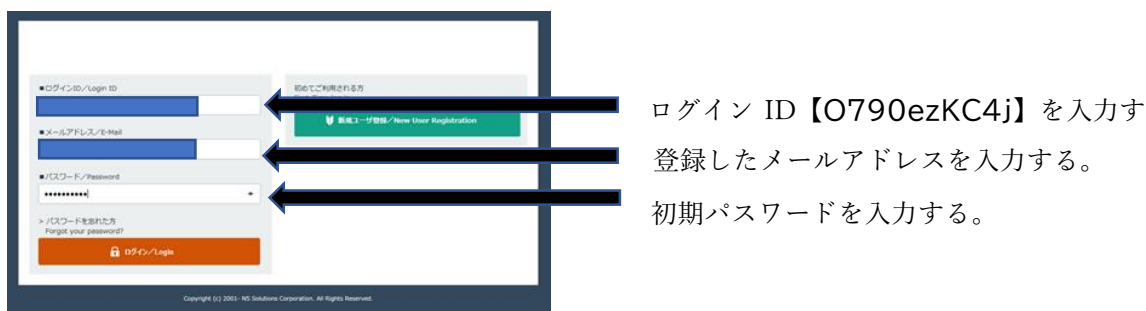 ■ログインID／Login ID
初めてご利用される方
新規ユーザ登録／New User Registration
■メールアドレス／E-Mail
■パスワード／Password
> パスワードを忘れた方
Forgot your password?
ログイン／Login
Copyright (c) 2001- NS Solutions Corporation. All Rights Reserved.
ログイン ID【O790ezKC4j】を入力す
登録したメールアドレスを入力する。
初期パスワードを入力する。